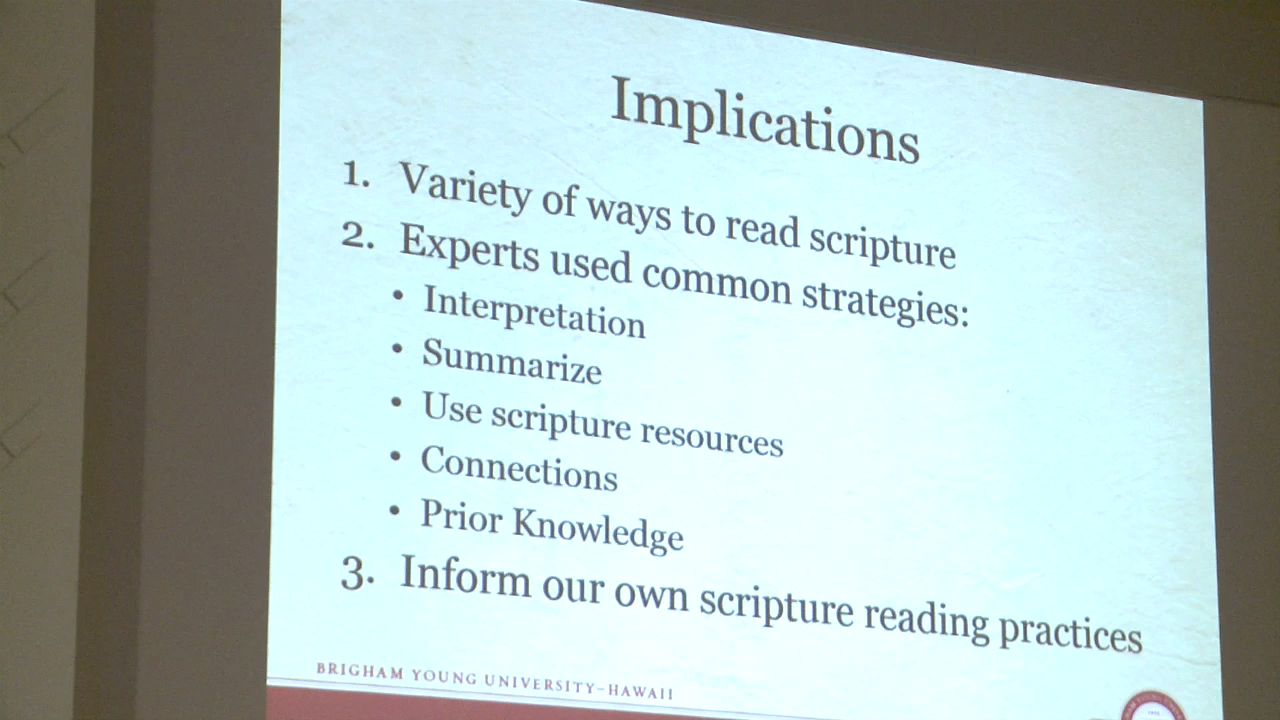 Implications
1. Variety of ways to read scripture
2. Experts used common strategies:
• Interpretation
• Summarize
• Use scripture resources
• Connections
• Prior Knowledge
3. Inform our own scripture reading practices
BRIGHAM YOUNG UNIVERSITY–HAWAII